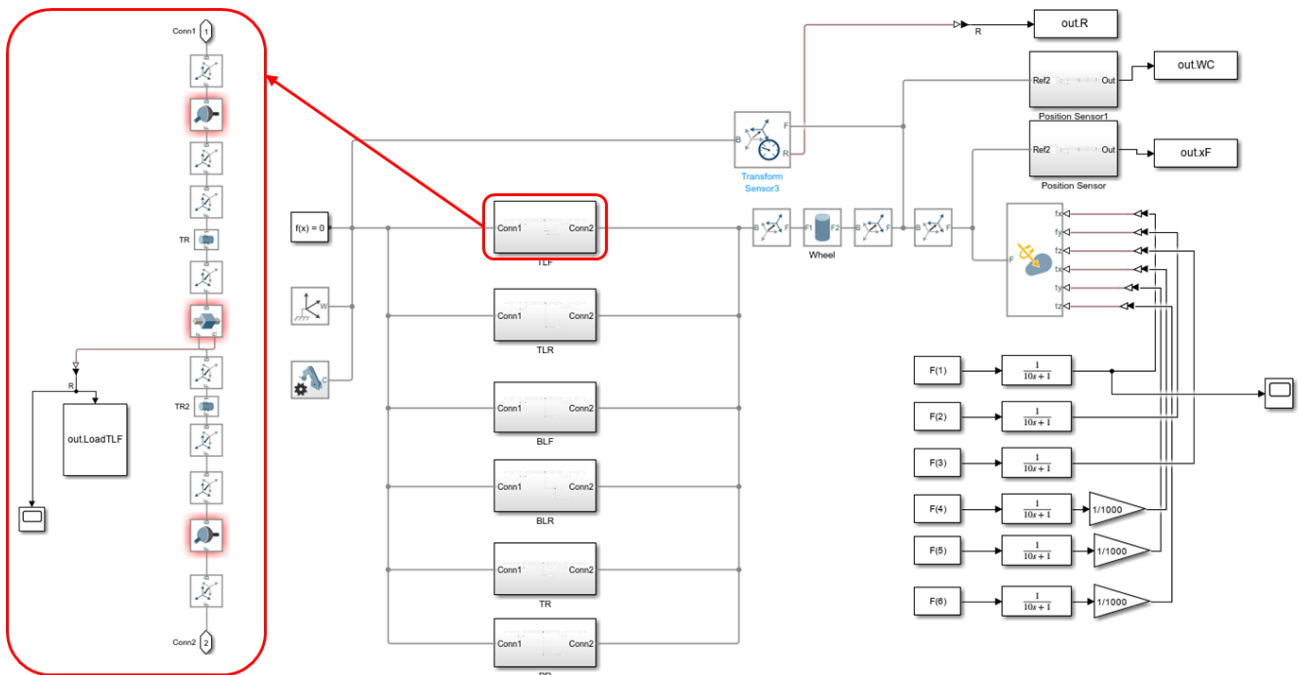 Conn1
1
TR
R
out.LoadTLF
TR2
Conn2
2
f(x) = 0
W
C
Conn1 Conn2
TLF
Conn1 Conn2
TLR
Conn1 Conn2
BLF
Conn1 Conn2
BLR
Conn1 Conn2
TR
Conn1 Conn2
B F
R
Transform
Sensor3
R
out.R
Ref2 Out
Position Sensor1
out.WC
Ref2 Out
Position Sensor
out.xF
B F
F1 F2
Wheel
B F
B F
F
fx
fy
fz
tx
ty
tz
F(1)
1
10s + 1
F(2)
1
10s + 1
F(3)
1
10s + 1
F(4)
1
10s + 1
1/1000
F(5)
1
10s + 1
1/1000
F(6)
1
10s + 1
1/1000